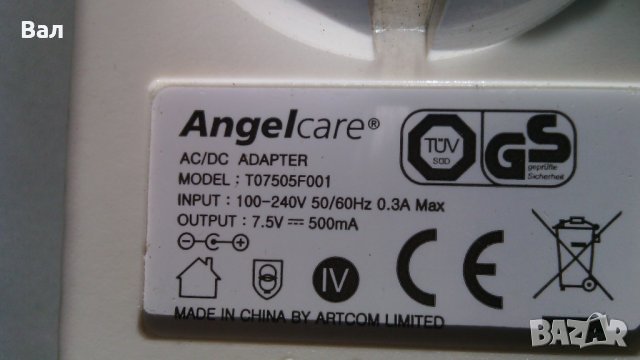 Вал
Angelcare®
AC/DC ADAPTER
MODEL : T07505F001
INPUT : 100-240V 50/60Hz 0.3A Max
OUTPUT : 7.5V ⎓ 500mA
TÜV
SÜD
GS
geprüfte
Sicherheit
IV
CE
MADE IN CHINA BY ARTCOM LIMITED
BAZAR